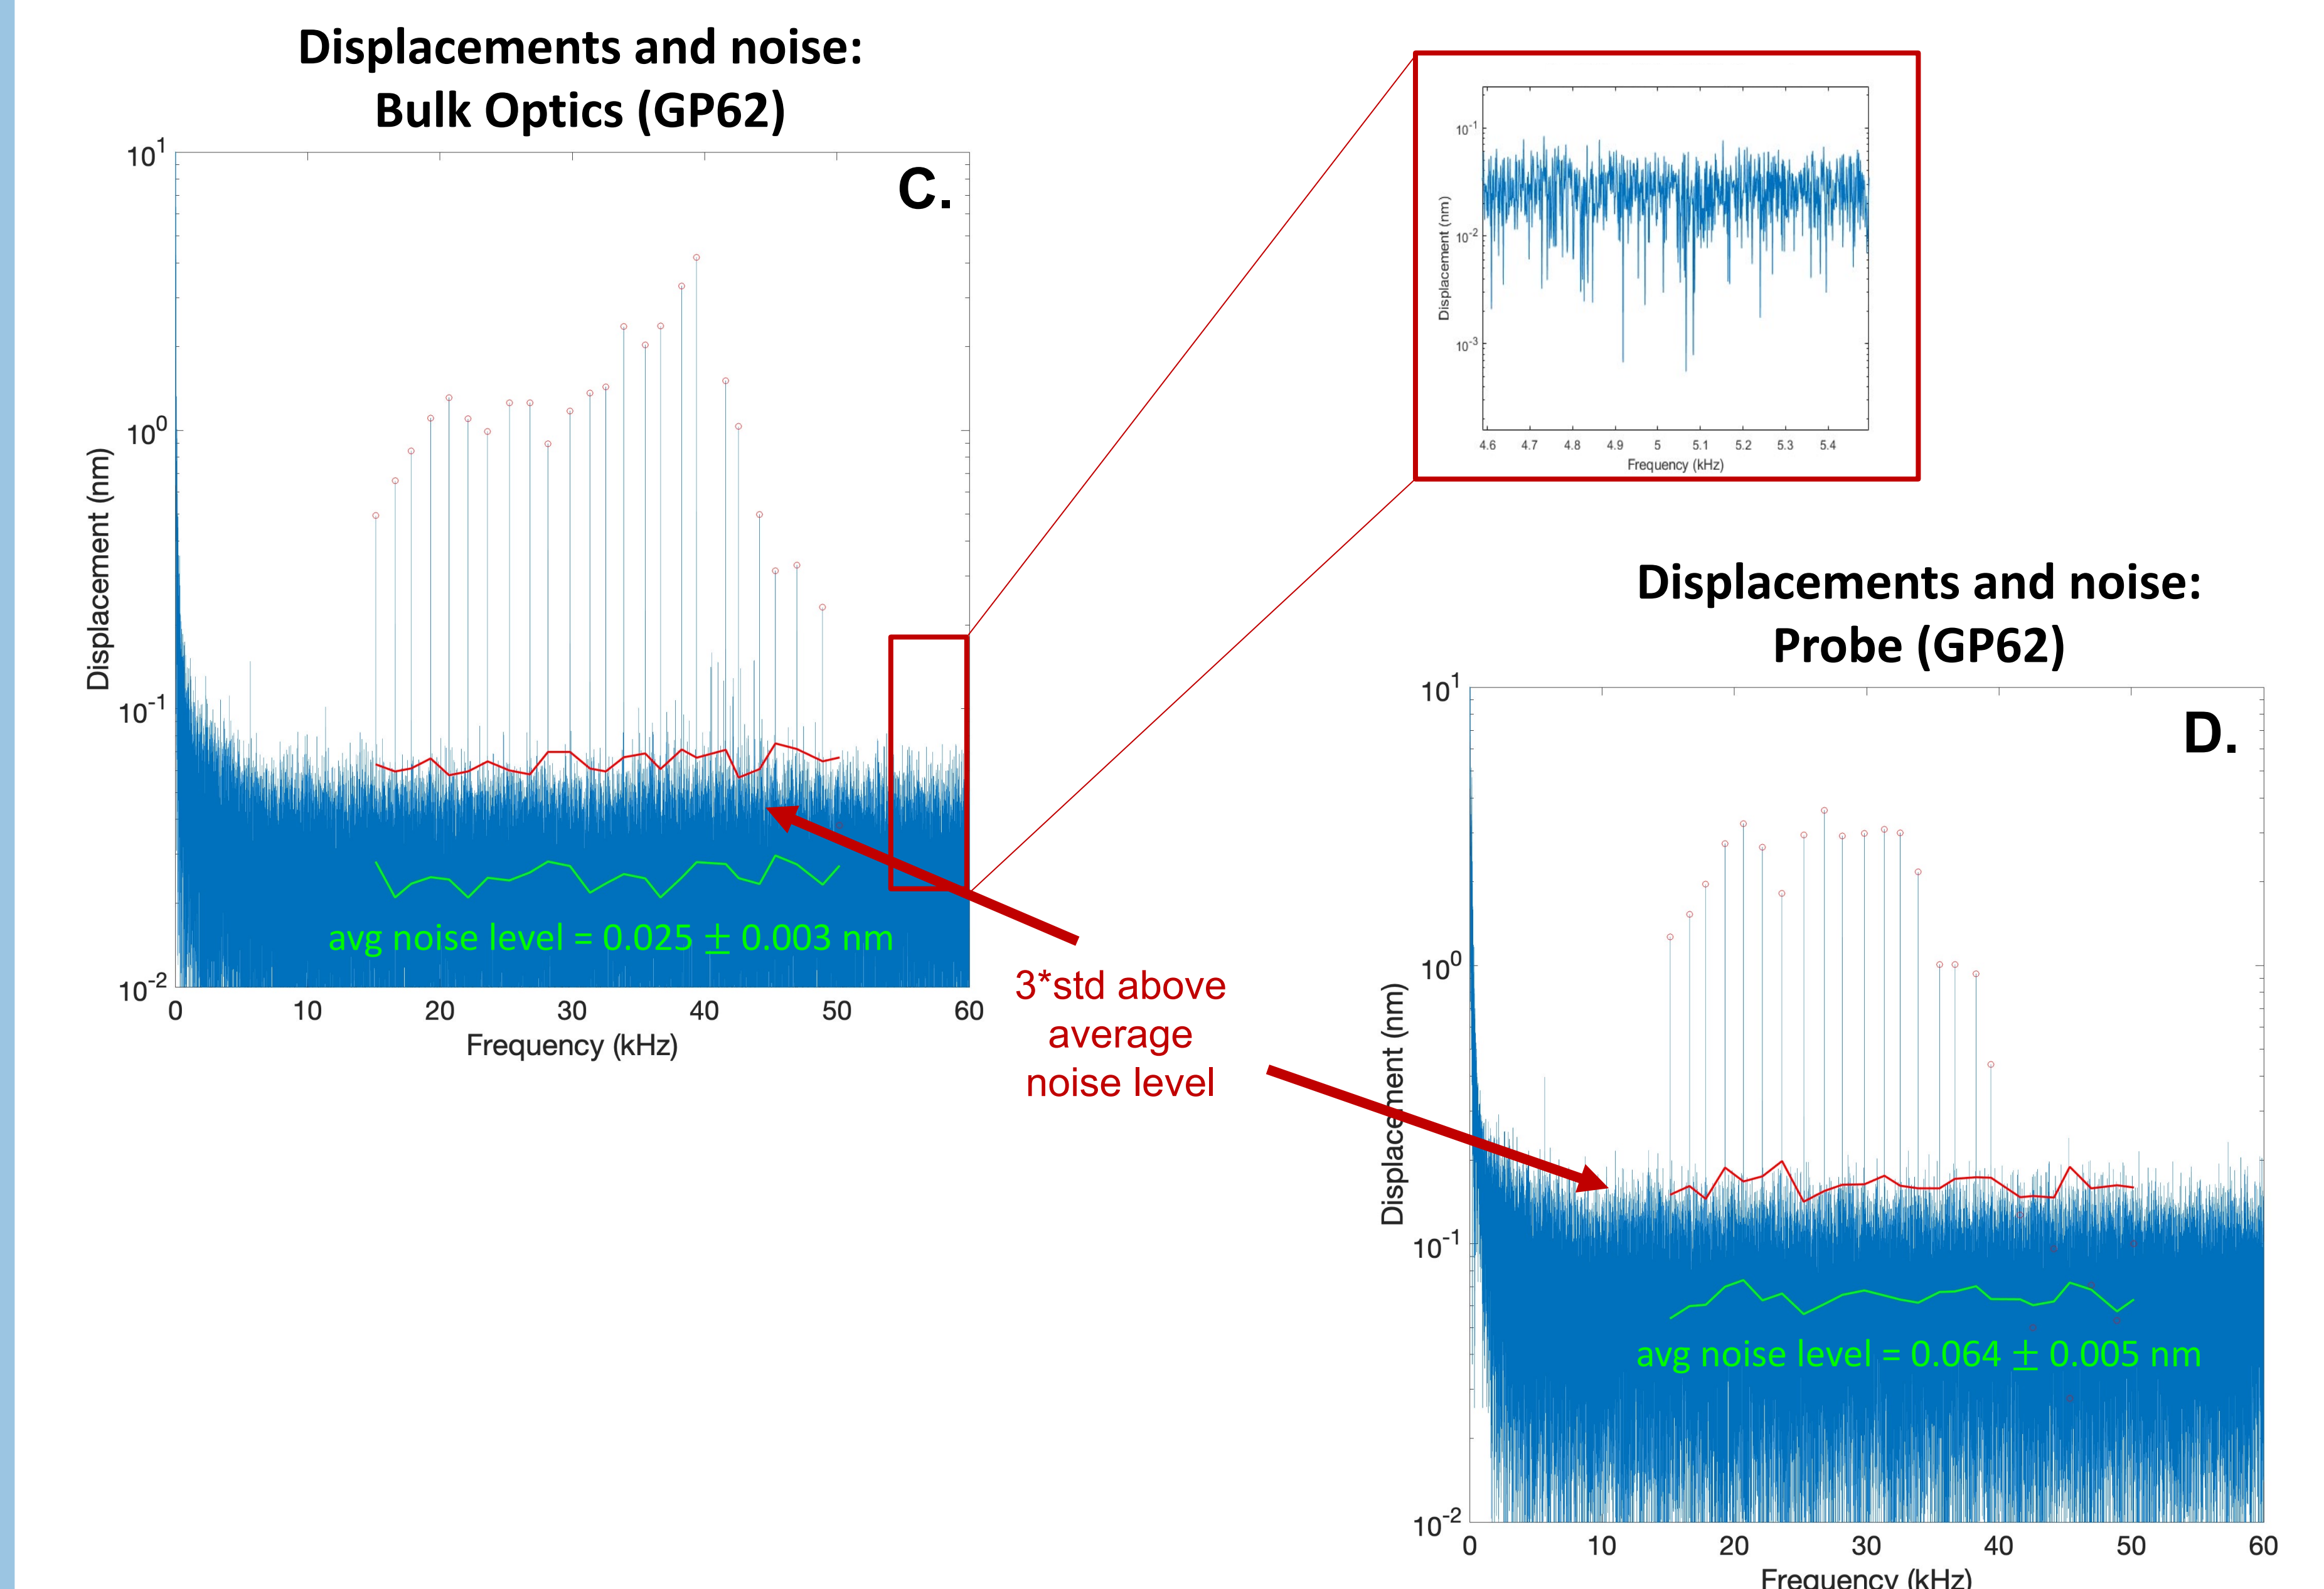 Displacements and noise:
Bulk Optics (GP62)
C.
10^1
10^0
10^-1
10^-2
Displacement (nm)
avg noise level = 0.025 ± 0.003 nm
0 10 20 30 40 50 60
Frequency (kHz)
10^-1
10^-2
10^-3
Displacement (nm)
4.6 4.7 4.8 4.9 5 5.1 5.2 5.3 5.4
Frequency (kHz)
3*std above
average
noise level
Displacements and noise:
Probe (GP62)
D.
10^1
10^0
10^-1
10^-2
Displacement (nm)
avg noise level = 0.064 ± 0.005 nm
0 10 20 30 40 50 60
Frequency (kHz)